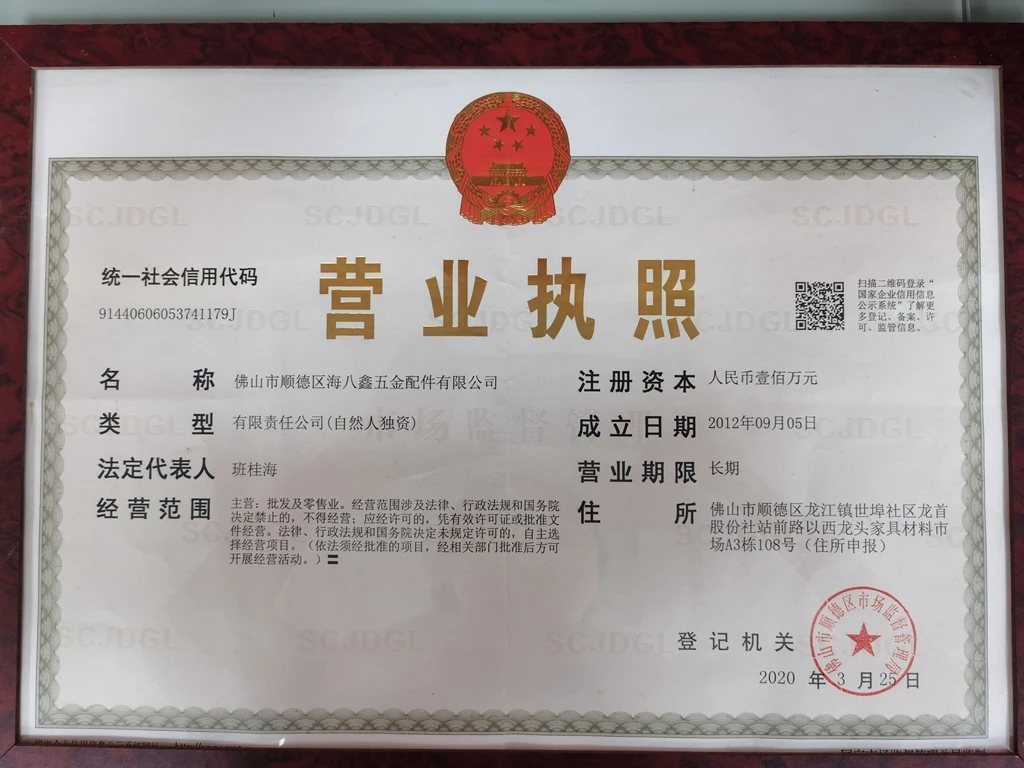 营业执照
统一社会信用代码
91440606053741179J
扫描二维码登录“
国家企业信用信息
公示系统”了解更
多登记、备案、许
可、监管信息。
名称 佛山市顺德区海八鑫五金配件有限公司
类型 有限责任公司(自然人独资)
法定代表人 班桂海
经营范围 主营：批发及零售业。经营范围涉及法律、行政法规和国务院
决定禁止的，不得经营；应经许可的，凭有效许可证或批准文
件经营。法律、行政法规和国务院决定未规定许可的，自主选
择经营项目。（依法须经批准的项目，经相关部门批准后方可
开展经营活动。）〓
注册资本 人民币壹佰万元
成立日期 2012年09月05日
营业期限 长期
住所 佛山市顺德区龙江镇世埠社区龙首
股份社站前路以西龙头家具材料市
场A3栋108号（住所申报）
登记机关
佛山市顺德区市场监督管理局
2020 年 3 月 25 日
SCJDGL SCJDGL SCJDGL SCJDGL
市场监督管理
SCJDGL SCJDGL SCJDGL